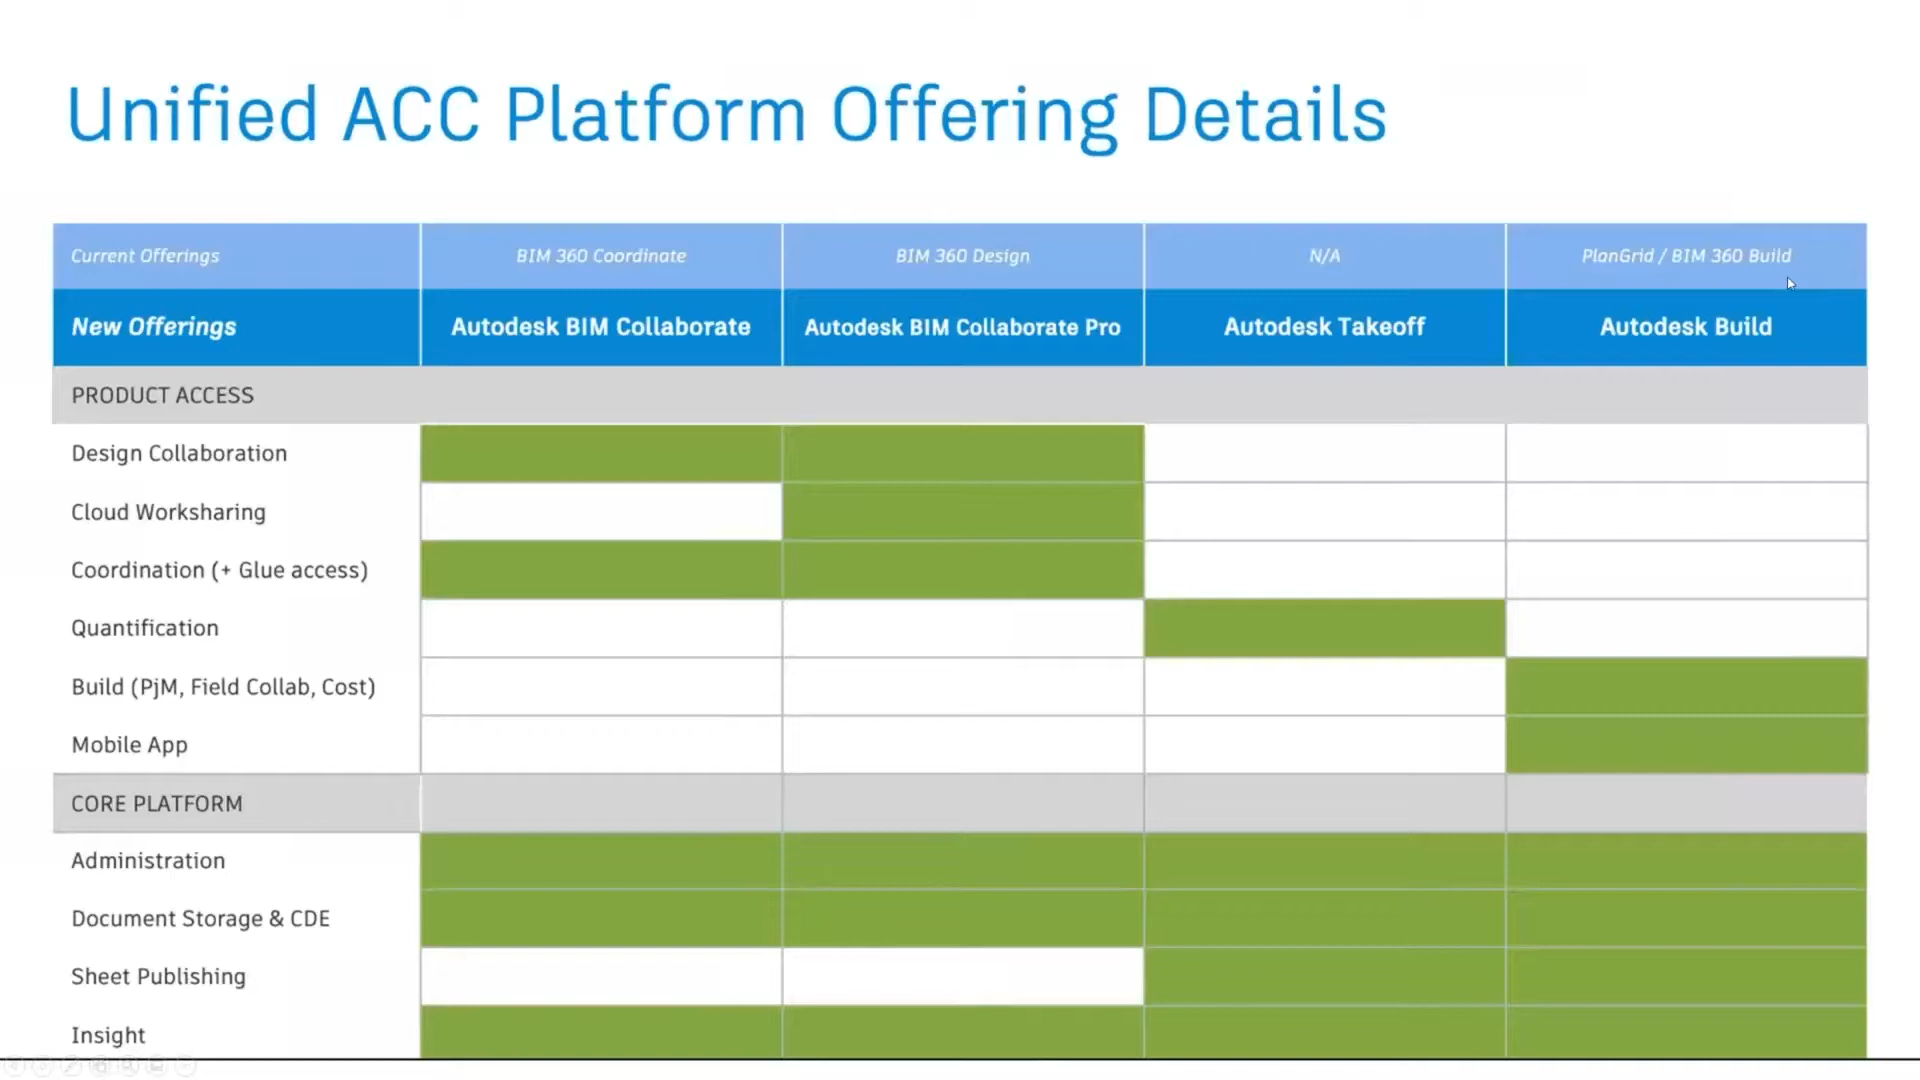 Unified ACC Platform Offering Details
Current Offerings
BIM 360 Coordinate
BIM 360 Design
N/A
PlanGrid / BIM 360 Build
New Offerings
Autodesk BIM Collaborate
Autodesk BIM Collaborate Pro
Autodesk Takeoff
Autodesk Build
PRODUCT ACCESS
Design Collaboration
Cloud Worksharing
Coordination (+ Glue access)
Quantification
Build (PjM, Field Collab, Cost)
Mobile App
CORE PLATFORM
Administration
Document Storage & CDE
Sheet Publishing
Insight